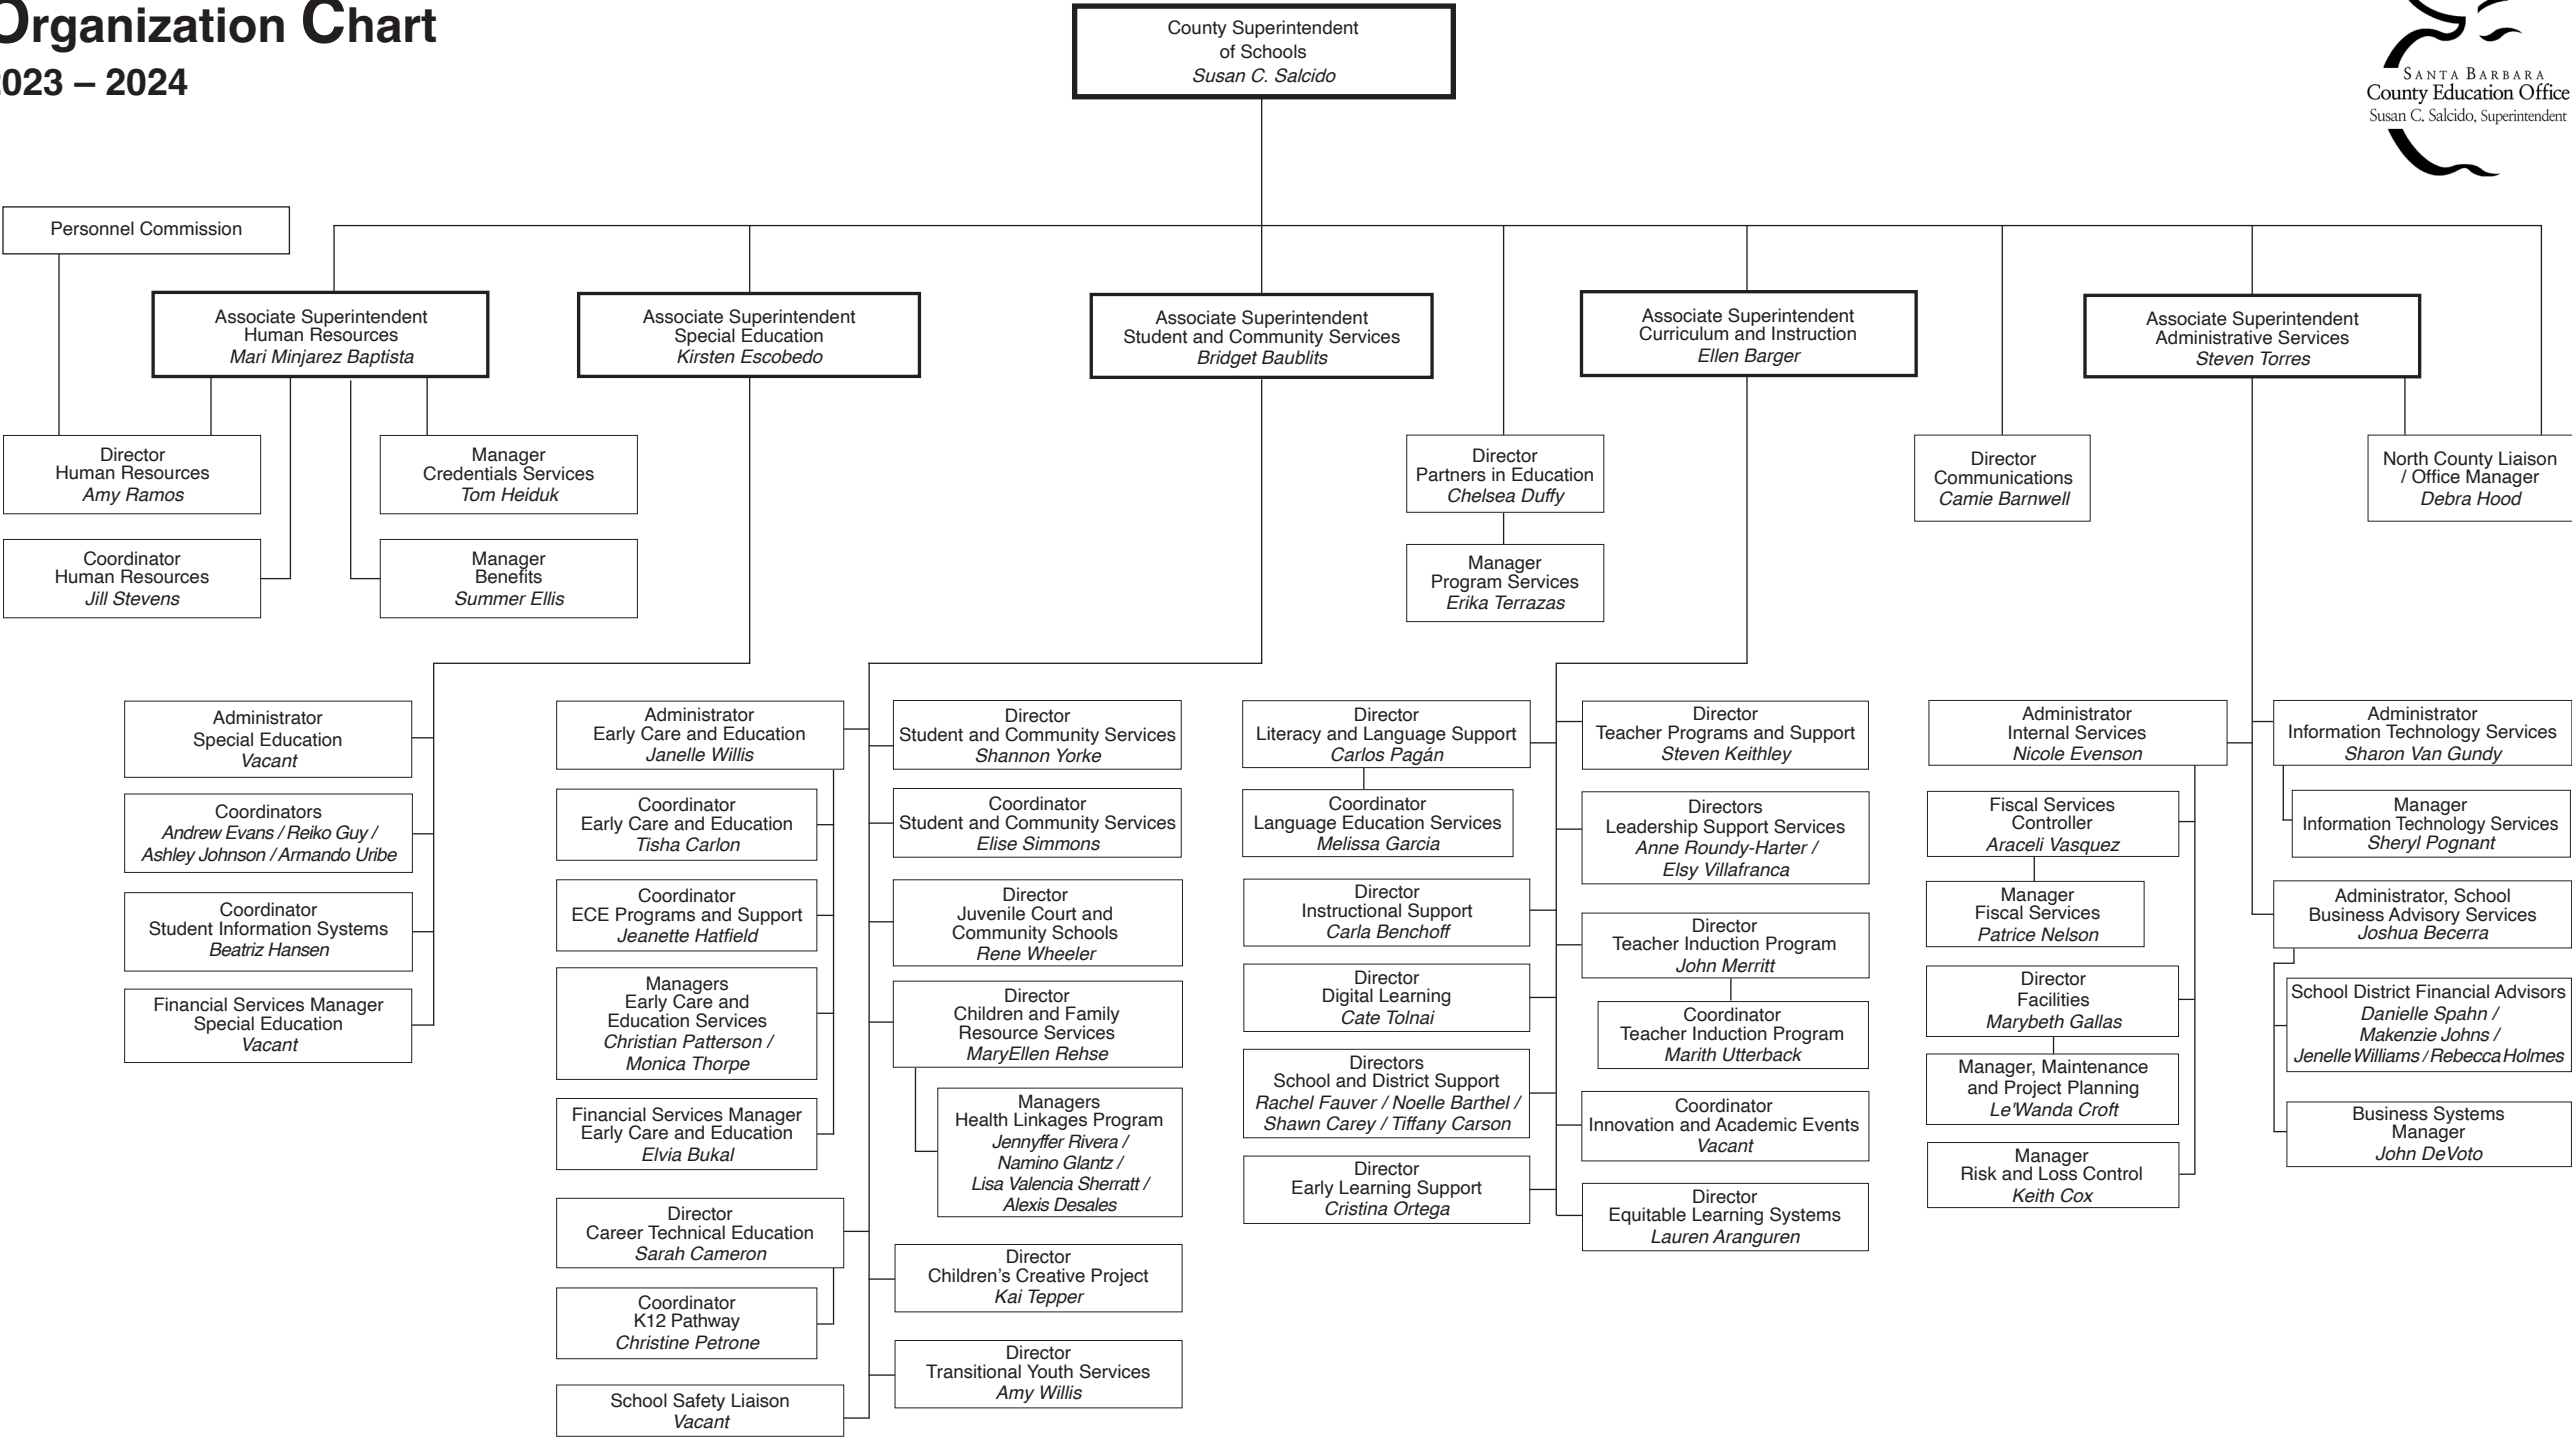 Organization Chart
2023 – 2024
County Superintendent
of Schools
Susan C. Salcido
SANTA BARBARA
County Education Office
Susan C. Salcido, Superintendent
Personnel Commission
Associate Superintendent
Human Resources
Mari Minjarez Baptista
Associate Superintendent
Special Education
Kirsten Escobedo
Associate Superintendent
Student and Community Services
Bridget Baublits
Associate Superintendent
Curriculum and Instruction
Ellen Barger
Associate Superintendent
Administrative Services
Steven Torres
Director
Human Resources
Amy Ramos
Manager
Credentials Services
Tom Heiduk
Coordinator
Human Resources
Jill Stevens
Manager
Benefits
Summer Ellis
Director
Partners in Education
Chelsea Duffy
Manager
Program Services
Erika Terrazas
Director
Communications
Camie Barnwell
North County Liaison
/ Office Manager
Debra Hood
Administrator
Special Education
Vacant
Coordinators
Andrew Evans / Reiko Guy /
Ashley Johnson / Armando Uribe
Coordinator
Student Information Systems
Beatriz Hansen
Financial Services Manager
Special Education
Vacant
Administrator
Early Care and Education
Janelle Willis
Coordinator
Early Care and Education
Tisha Carlon
Coordinator
ECE Programs and Support
Jeanette Hatfield
Managers
Early Care and
Education Services
Christian Patterson /
Monica Thorpe
Financial Services Manager
Early Care and Education
Elvia Bukal
Director
Career Technical Education
Sarah Cameron
Coordinator
K12 Pathway
Christine Petrone
School Safety Liaison
Vacant
Director
Student and Community Services
Shannon Yorke
Coordinator
Student and Community Services
Elise Simmons
Director
Juvenile Court and
Community Schools
Rene Wheeler
Director
Children and Family
Resource Services
MaryEllen Rehse
Managers
Health Linkages Program
Jennyffer Rivera /
Namino Glantz /
Lisa Valencia Sherratt /
Alexis Desales
Director
Children’s Creative Project
Kai Tepper
Director
Transitional Youth Services
Amy Willis
Director
Literacy and Language Support
Carlos Pagán
Coordinator
Language Education Services
Melissa Garcia
Director
Instructional Support
Carla Benchoff
Director
Digital Learning
Cate Tolnai
Directors
School and District Support
Rachel Fauver / Noelle Barthel /
Shawn Carey / Tiffany Carson
Director
Early Learning Support
Cristina Ortega
Director
Teacher Programs and Support
Steven Keithley
Directors
Leadership Support Services
Anne Roundy-Harter /
Elsy Villafranca
Director
Teacher Induction Program
John Merritt
Coordinator
Teacher Induction Program
Marith Utterback
Coordinator
Innovation and Academic Events
Vacant
Director
Equitable Learning Systems
Lauren Aranguren
Administrator
Internal Services
Nicole Evenson
Fiscal Services
Controller
Araceli Vasquez
Manager
Fiscal Services
Patrice Nelson
Director
Facilities
Marybeth Gallas
Manager, Maintenance
and Project Planning
Le'Wanda Croft
Manager
Risk and Loss Control
Keith Cox
Administrator
Information Technology Services
Sharon Van Gundy
Manager
Information Technology Services
Sheryl Pognant
Administrator, School
Business Advisory Services
Joshua Becerra
School District Financial Advisors
Danielle Spahn /
Makenzie Johns /
Jenelle Williams / Rebecca Holmes
Business Systems
Manager
John DeVoto